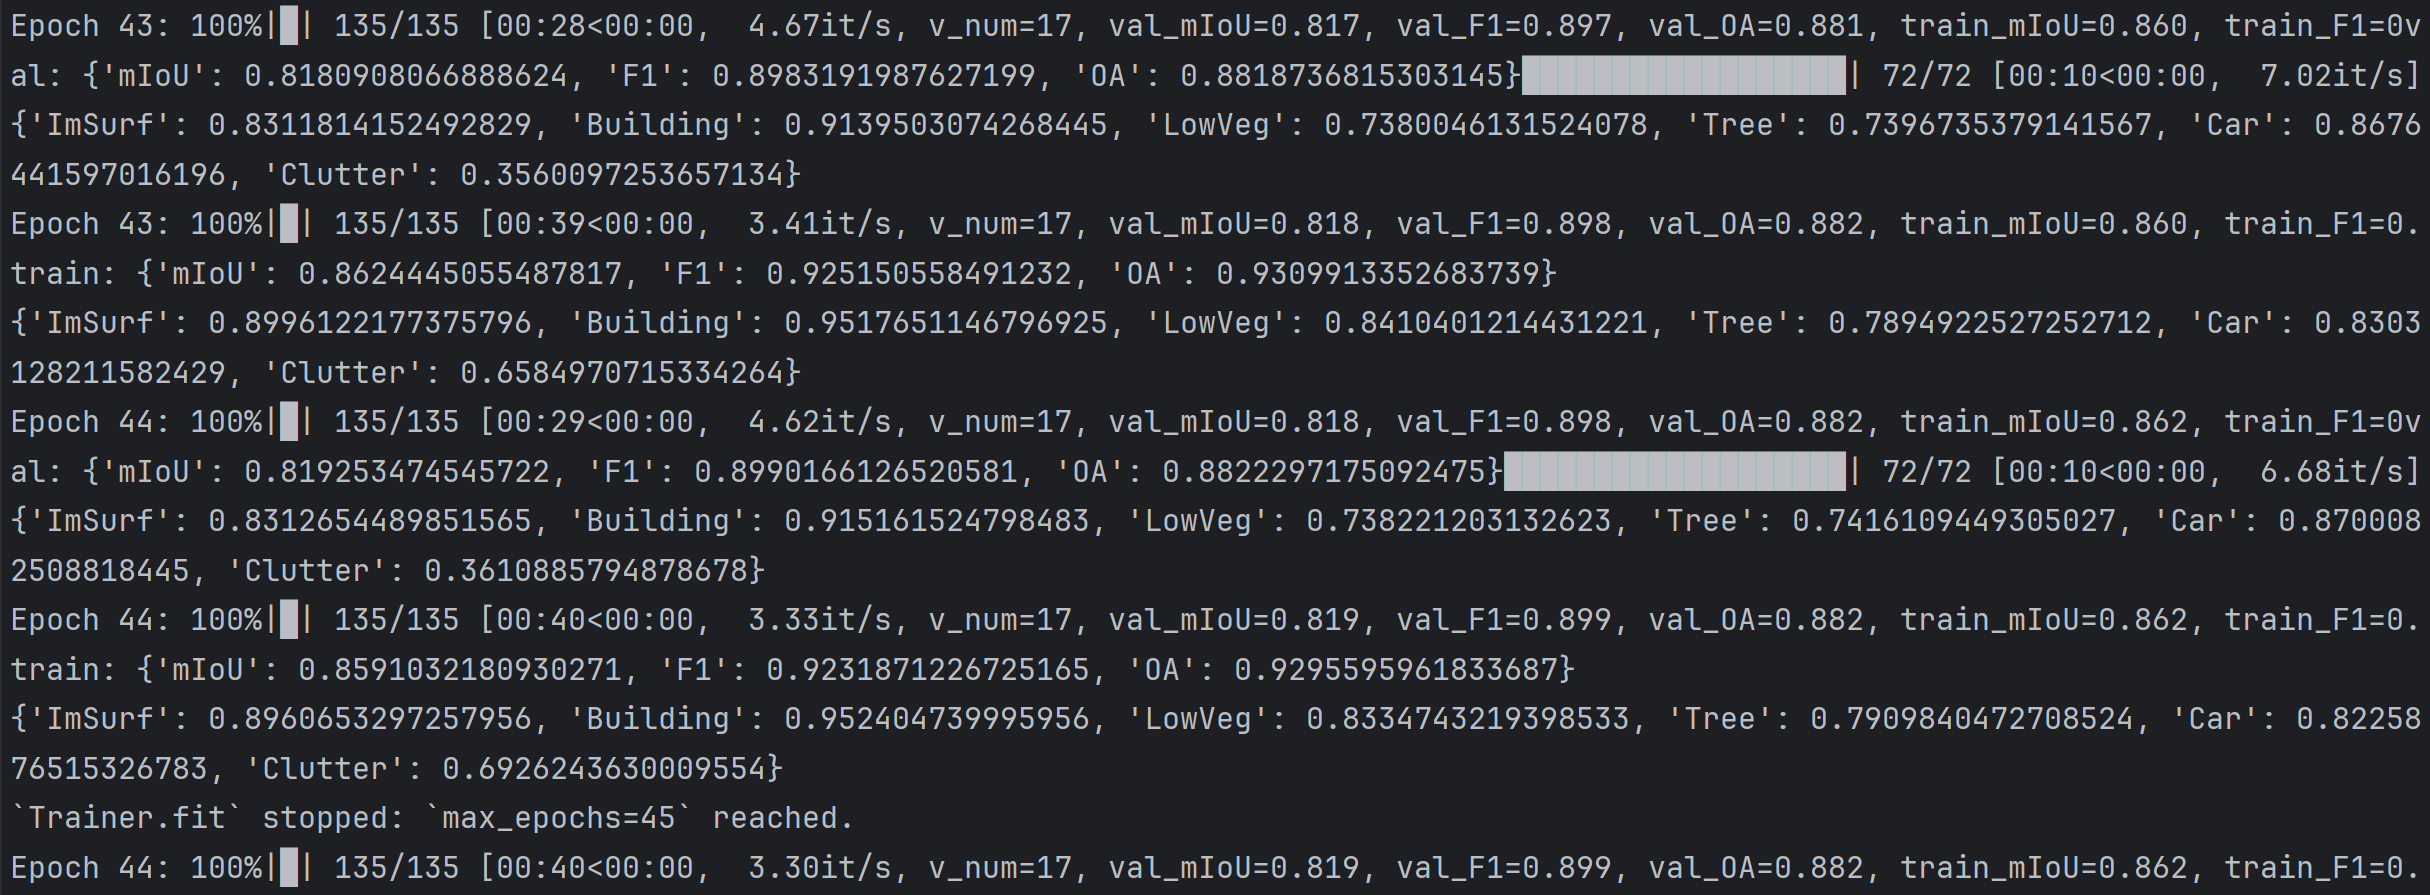 Epoch 43: 100%|█| 135/135 [00:28<00:00,  4.67it/s, v_num=17, val_mIoU=0.817, val_F1=0.897, val_OA=0.881, train_mIoU=0.860, train_F1=0v
al: {'mIoU': 0.8180908066888624, 'F1': 0.8983191987627199, 'OA': 0.8818736815303145}██████████████████| 72/72 [00:10<00:00,  7.02it/s]
{'ImSurf': 0.8311814152492829, 'Building': 0.9139503074268445, 'LowVeg': 0.7380046131524078, 'Tree': 0.7396735379141567, 'Car': 0.8676
441597016196, 'Clutter': 0.3560097253657134}
Epoch 43: 100%|█| 135/135 [00:39<00:00,  3.41it/s, v_num=17, val_mIoU=0.818, val_F1=0.898, val_OA=0.882, train_mIoU=0.860, train_F1=0.
train: {'mIoU': 0.8624445055487817, 'F1': 0.925150558491232, 'OA': 0.9309913352683739}
{'ImSurf': 0.8996122177375796, 'Building': 0.9517651146796925, 'LowVeg': 0.8410401214431221, 'Tree': 0.7894922527252712, 'Car': 0.8303
128211582429, 'Clutter': 0.6584970715334264}
Epoch 44: 100%|█| 135/135 [00:29<00:00,  4.62it/s, v_num=17, val_mIoU=0.818, val_F1=0.898, val_OA=0.882, train_mIoU=0.862, train_F1=0v
al: {'mIoU': 0.819253474545722, 'F1': 0.8990166126520581, 'OA': 0.8822297175092475}███████████████████| 72/72 [00:10<00:00,  6.68it/s]
{'ImSurf': 0.8312654489851565, 'Building': 0.915161524798483, 'LowVeg': 0.738221203132623, 'Tree': 0.7416109449305027, 'Car': 0.870008
2508818445, 'Clutter': 0.3610885794878678}
Epoch 44: 100%|█| 135/135 [00:40<00:00,  3.33it/s, v_num=17, val_mIoU=0.819, val_F1=0.899, val_OA=0.882, train_mIoU=0.862, train_F1=0.
train: {'mIoU': 0.8591032180930271, 'F1': 0.9231871226725165, 'OA': 0.9295595961833687}
{'ImSurf': 0.8960653297257956, 'Building': 0.952404739995956, 'LowVeg': 0.8334743219398533, 'Tree': 0.7909840472708524, 'Car': 0.82258
76515326783, 'Clutter': 0.6926243630009554}
`Trainer.fit` stopped: `max_epochs=45` reached.
Epoch 44: 100%|█| 135/135 [00:40<00:00,  3.30it/s, v_num=17, val_mIoU=0.819, val_F1=0.899, val_OA=0.882, train_mIoU=0.862, train_F1=0.